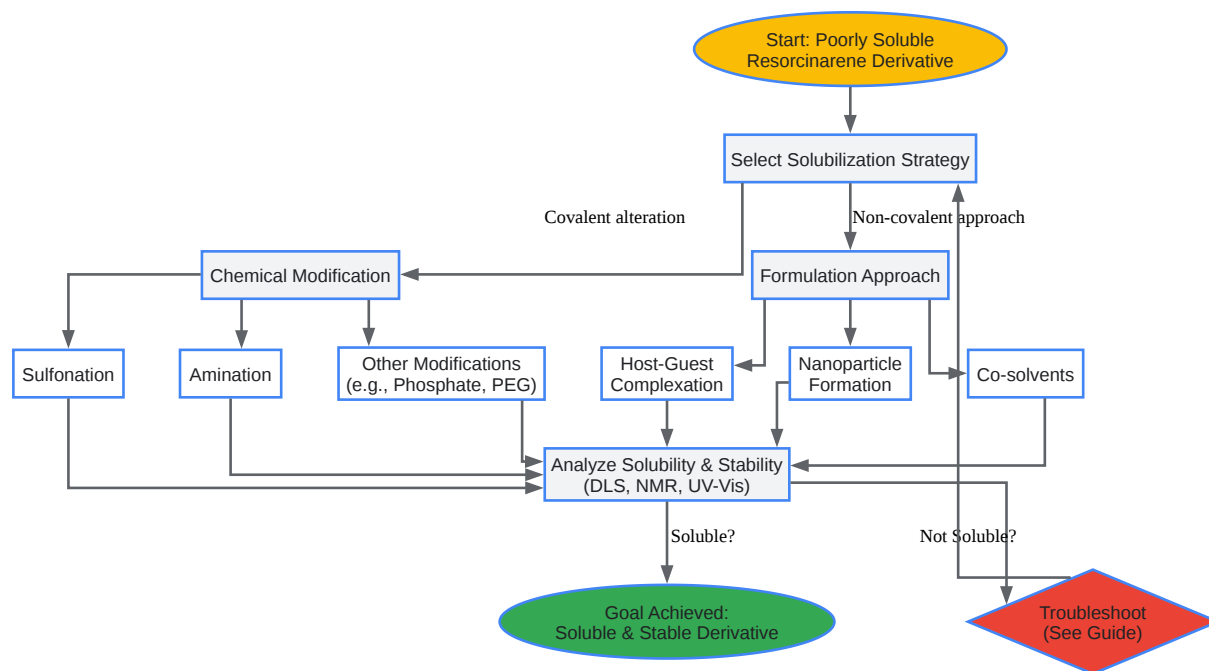 Start: Poorly Soluble
Resorcinarene Derivative
Select Solubilization Strategy
Covalent alteration
Non-covalent approach
Chemical Modification
Formulation Approach
Sulfonation
Amination
Other Modifications
(e.g., Phosphate, PEG)
Host-Guest
Complexation
Nanoparticle
Formation
Co-solvents
Analyze Solubility & Stability
(DLS, NMR, UV-Vis)
Soluble?
Not Soluble?
Goal Achieved:
Soluble & Stable Derivative
Troubleshoot
(See Guide)